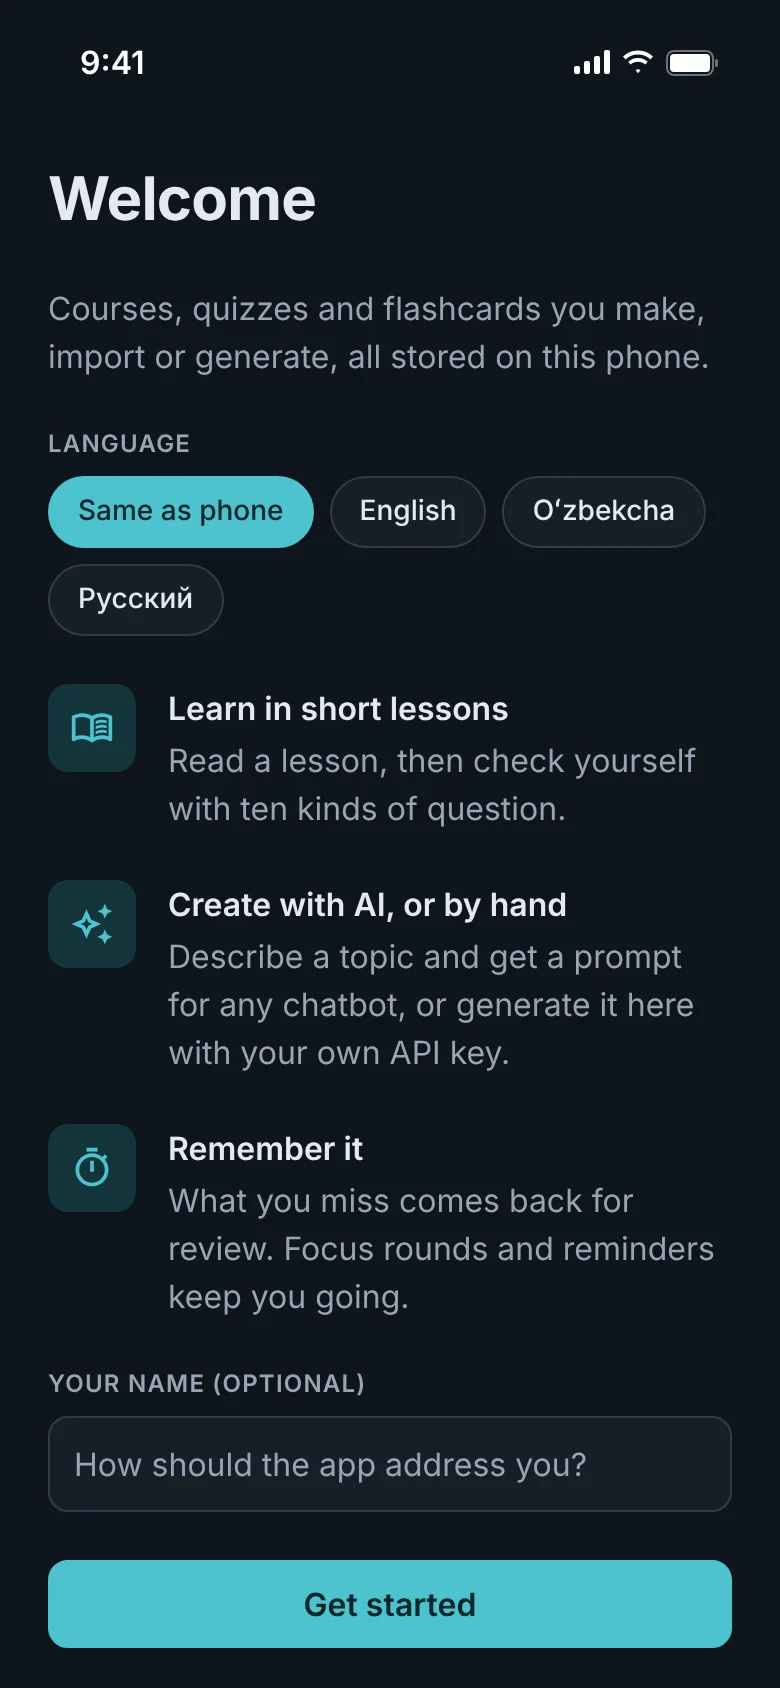 9:41
Welcome
Courses, quizzes and flashcards you make,
import or generate, all stored on this phone.
LANGUAGE
Same as phone
English
Oʻzbekcha
Русский
Learn in short lessons
Read a lesson, then check yourself
with ten kinds of question.
Create with AI, or by hand
Describe a topic and get a prompt
for any chatbot, or generate it here
with your own API key.
Remember it
What you miss comes back for
review. Focus rounds and reminders
keep you going.
YOUR NAME (OPTIONAL)
How should the app address you?
Get started